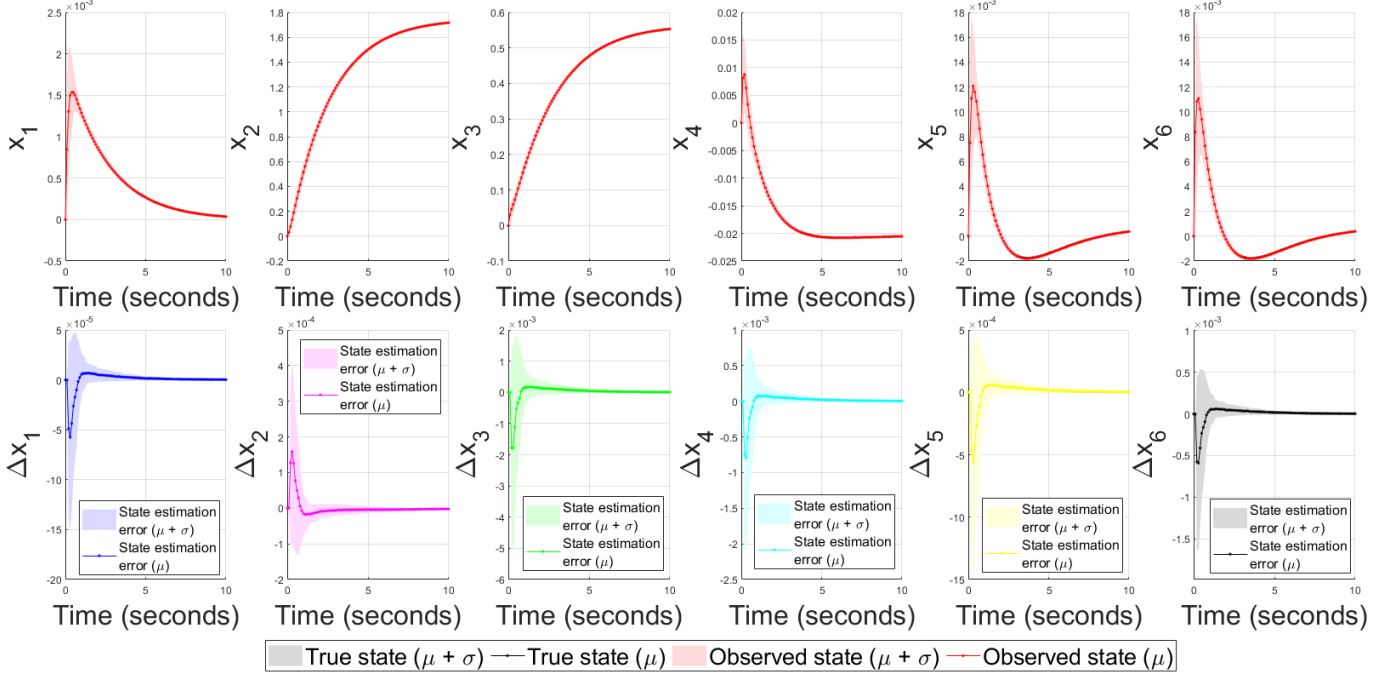 ×10⁻³
2.5
2
1.5
1
0.5
0
-0.5
x₁
0
5
10
Time (seconds)
1.8
1.6
1.4
1.2
1
0.8
0.6
0.4
0.2
0
-0.2
x₂
0
5
10
Time (seconds)
0.6
0.5
0.4
0.3
0.2
0.1
0
-0.1
x₃
0
5
10
Time (seconds)
0.02
0.015
0.01
0.005
0
-0.005
-0.01
-0.015
-0.02
-0.025
x₄
0
5
10
Time (seconds)
×10⁻³
18
16
14
12
10
8
6
4
2
0
-2
x₅
0
5
10
Time (seconds)
×10⁻³
18
16
14
12
10
8
6
4
2
0
-2
x₆
0
5
10
Time (seconds)
×10⁻⁵
5
0
-5
-10
-15
-20
Δx₁
State estimation
error (μ + σ)
State estimation
error (μ)
0
5
10
Time (seconds)
×10⁻⁴
5
4
3
2
1
0
-1
-2
Δx₂
State estimation
error (μ + σ)
State estimation
error (μ)
0
5
10
Time (seconds)
×10⁻³
2
1
0
-1
-2
-3
-4
-5
-6
Δx₃
State estimation
error (μ + σ)
State estimation
error (μ)
0
5
10
Time (seconds)
×10⁻³
1
0.5
0
-0.5
-1
-1.5
-2
-2.5
Δx₄
State estimation
error (μ + σ)
State estimation
error (μ)
0
5
10
Time (seconds)
×10⁻⁴
5
0
-5
-10
-15
Δx₅
State estimation
error (μ + σ)
State estimation
error (μ)
0
5
10
Time (seconds)
×10⁻³
1
0.5
0
-0.5
-1
-1.5
Δx₆
State estimation
error (μ + σ)
State estimation
error (μ)
0
5
10
Time (seconds)
True state (μ + σ) True state (μ) Observed state (μ + σ) Observed state (μ)